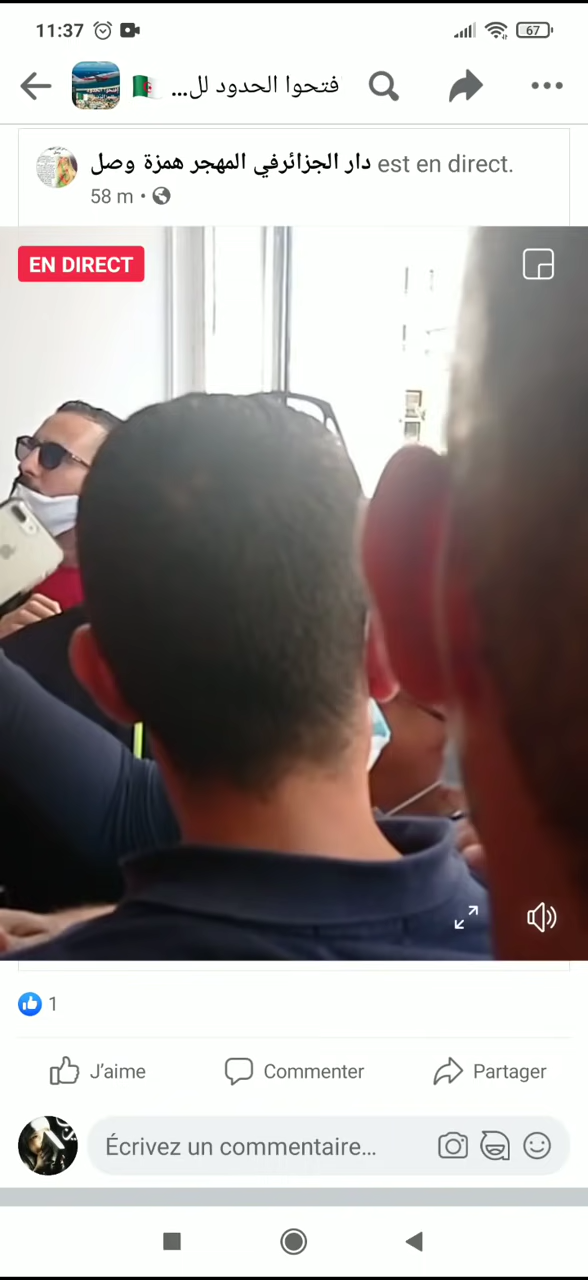 11:37
67
فتحوا الحدود لل... 🇩🇿
دار الجزائرفي المهجر همزة وصل est en direct.
58 m
EN DIRECT
1
J’aime
Commenter
Partager
Écrivez un commentaire...